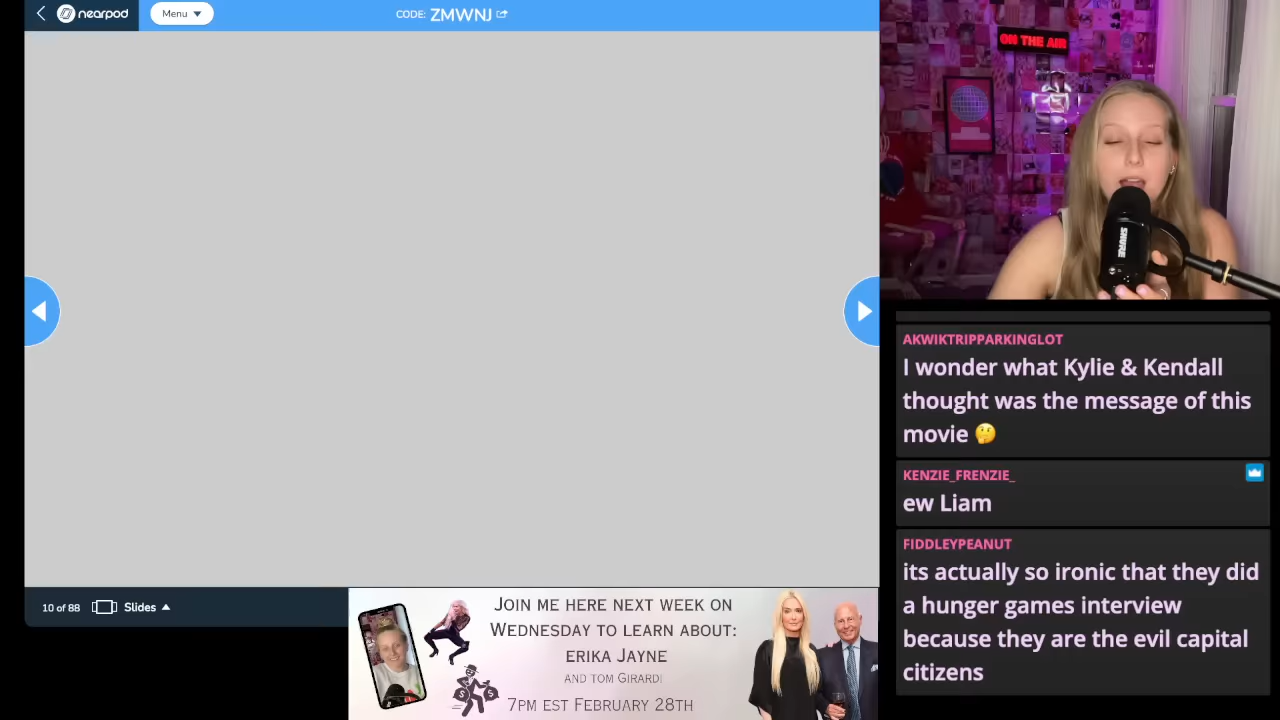 nearpod
Menu
CODE: ZMWNJ
ON THE AIR
SHURE
AKWIKTRIPPARKINGLOT
I wonder what Kylie & Kendall
thought was the message of this
movie 🤔
KENZIE_FRENZIE_
ew Liam
FIDDLEYPEANUT
its actually so ironic that they did
a hunger games interview
because they are the evil capital
citizens
10 of 88
Slides
JOIN ME HERE NEXT WEEK ON
WEDNESDAY TO LEARN ABOUT:
ERIKA JAYNE
AND TOM GIRARDI
7PM EST FEBRUARY 28TH